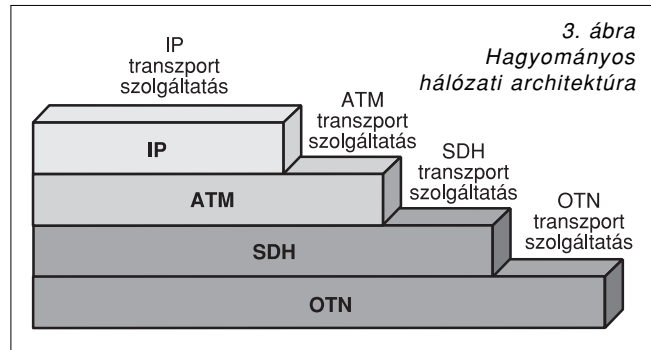 3. ábra
Hagyományos
hálózati architektúra
IP
transzport
szolgáltatás
ATM
transzport
szolgáltatás
SDH
transzport
szolgáltatás
OTN
transzport
szolgáltatás
IP
ATM
SDH
OTN